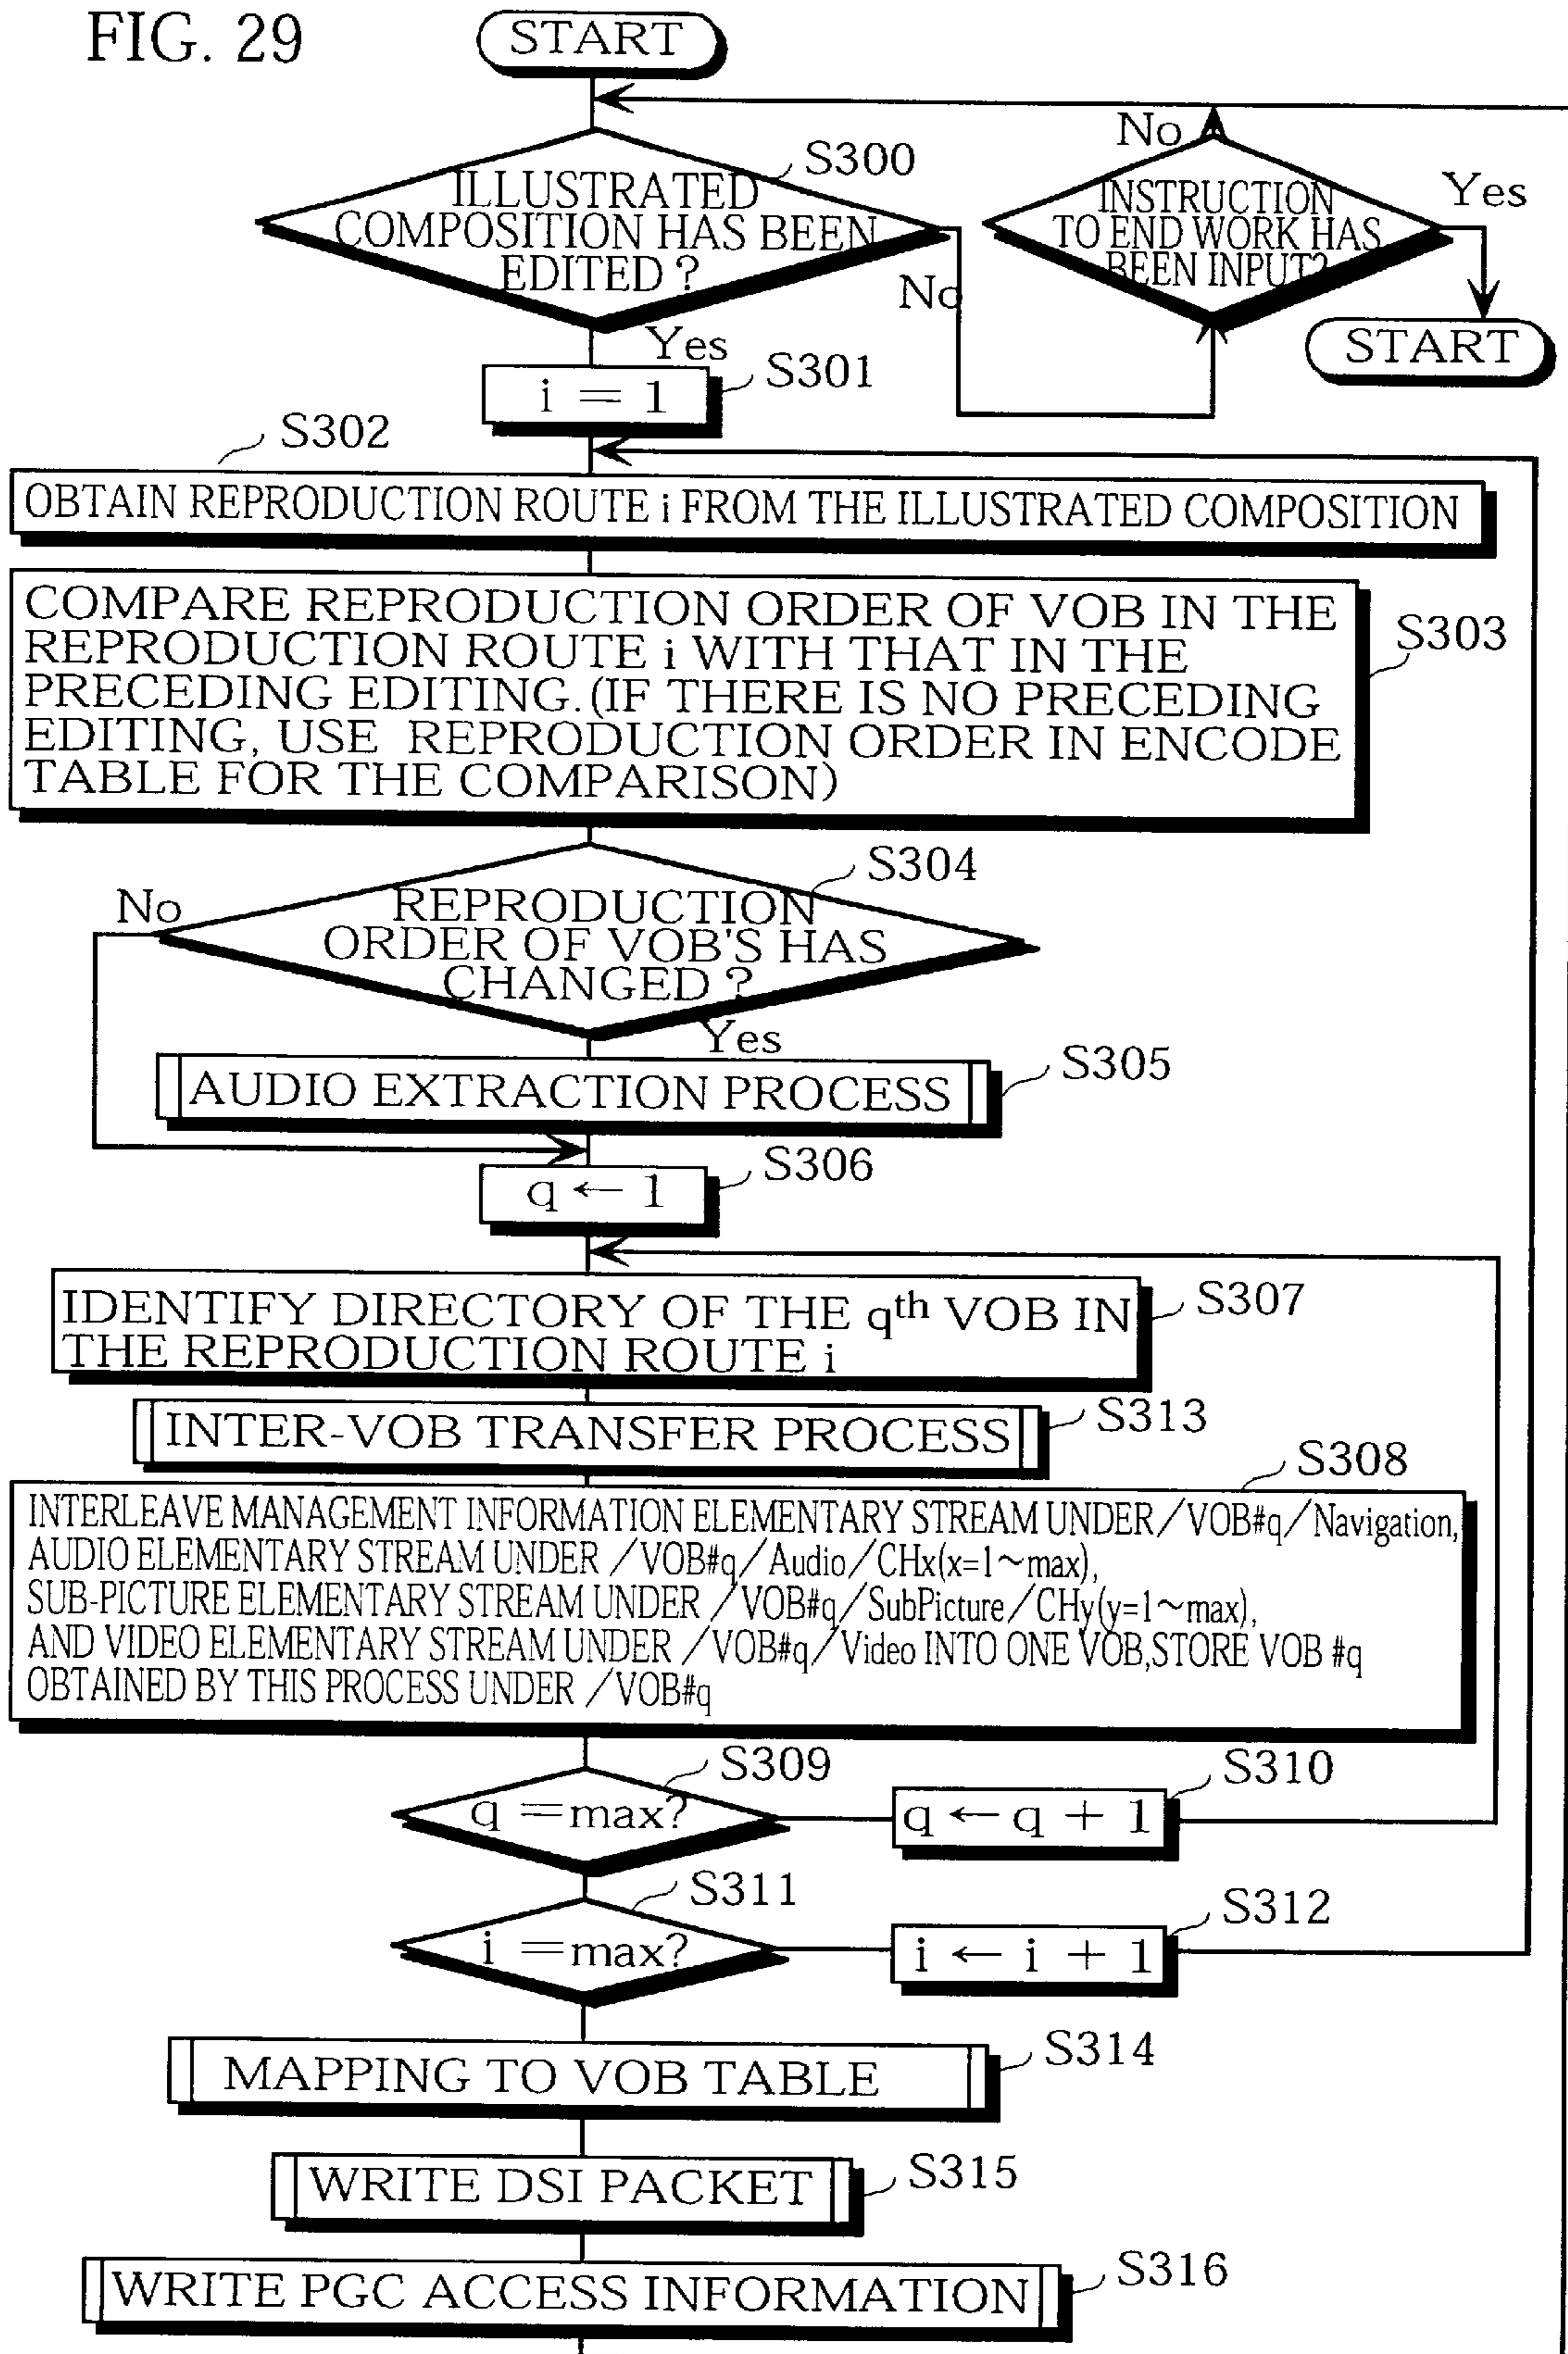 FIG. 29
START
S300
ILLUSTRATED
COMPOSITION HAS BEEN
EDITED ?
No
Yes
No
INSTRUCTION
TO END WORK HAS
BEEN INPUT?
Yes
START
i = 1
S301
S302
OBTAIN REPRODUCTION ROUTE i FROM THE ILLUSTRATED COMPOSITION
COMPARE REPRODUCTION ORDER OF VOB IN THE
REPRODUCTION ROUTE i WITH THAT IN THE
PRECEDING EDITING. (IF THERE IS NO PRECEDING
EDITING, USE REPRODUCTION ORDER IN ENCODE
TABLE FOR THE COMPARISON)
S303
S304
No
REPRODUCTION
ORDER OF VOB'S HAS
CHANGED ?
Yes
AUDIO EXTRACTION PROCESS
S305
S306
q ← 1
IDENTIFY DIRECTORY OF THE qth VOB IN
THE REPRODUCTION ROUTE i
S307
INTER-VOB TRANSFER PROCESS
S313
S308
INTERLEAVE MANAGEMENT INFORMATION ELEMENTARY STREAM UNDER/VOB#q/Navigation,
AUDIO ELEMENTARY STREAM UNDER /VOB#q/Audio/CHx(x=1~max),
SUB-PICTURE ELEMENTARY STREAM UNDER /VOB#q/SubPicture/CHy(y=1~max),
AND VIDEO ELEMENTARY STREAM UNDER /VOB#q/Video INTO ONE VOB,STORE VOB #q
OBTAINED BY THIS PROCESS UNDER /VOB#q
S309
q =max?
S310
q ← q + 1
S311
i =max?
S312
i ← i + 1
MAPPING TO VOB TABLE
S314
WRITE DSI PACKET
S315
WRITE PGC ACCESS INFORMATION
S316